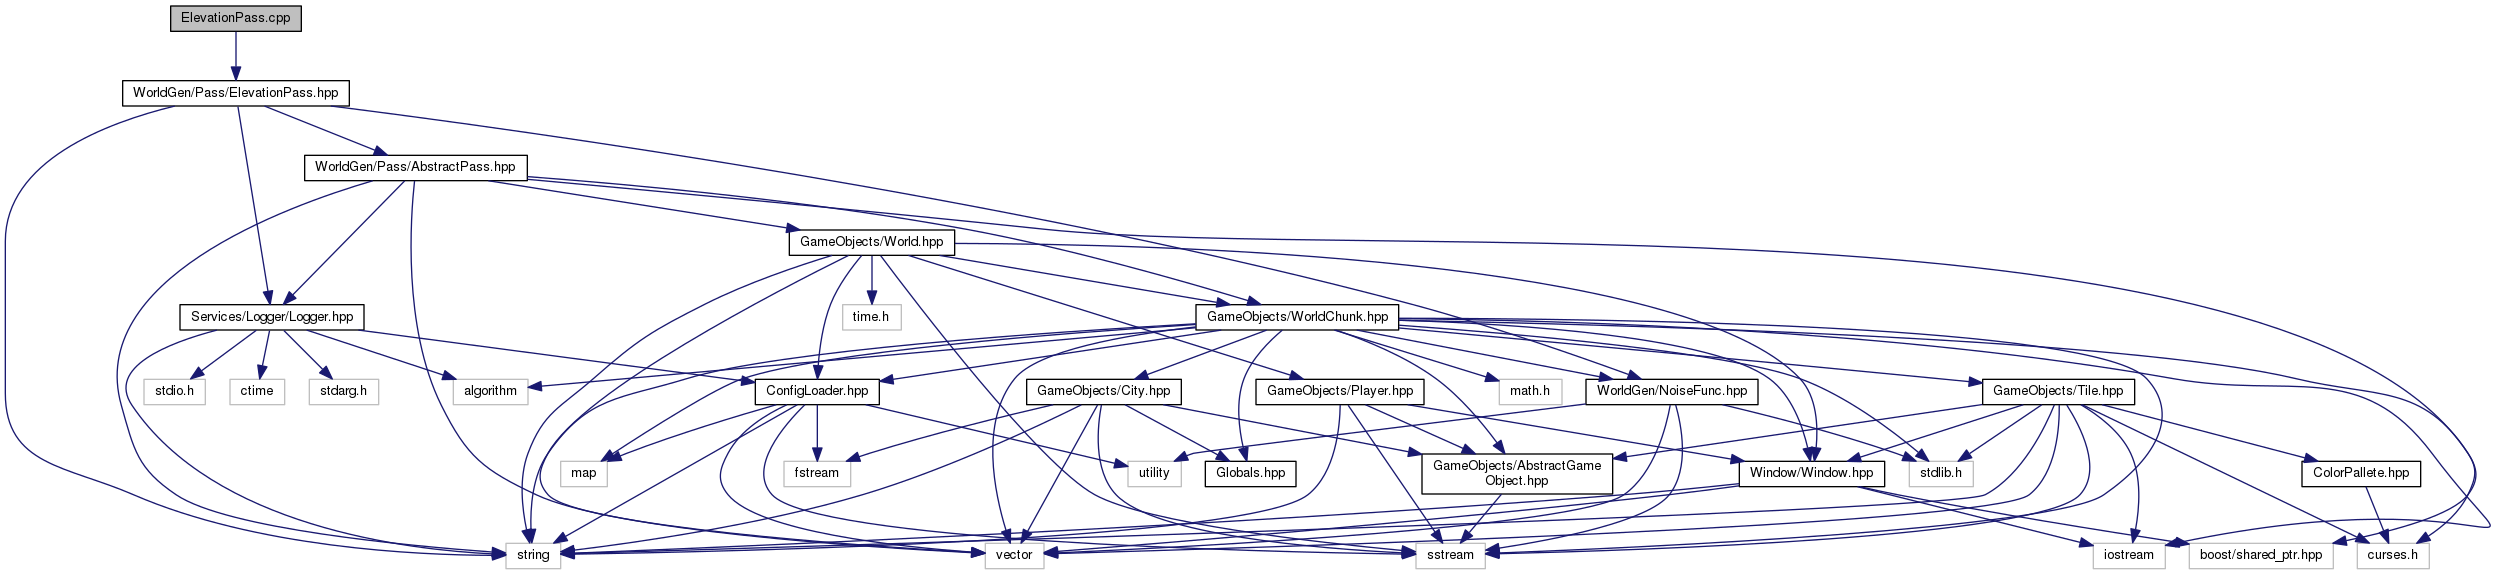 ElevationPass.cpp
WorldGen/Pass/ElevationPass.hpp
WorldGen/Pass/AbstractPass.hpp
GameObjects/World.hpp
Services/Logger/Logger.hpp
time.h
GameObjects/WorldChunk.hpp
stdio.h
ctime
stdarg.h
algorithm
ConfigLoader.hpp
GameObjects/City.hpp
GameObjects/Player.hpp
math.h
WorldGen/NoiseFunc.hpp
GameObjects/Tile.hpp
map
fstream
utility
Globals.hpp
GameObjects/AbstractGame
Object.hpp
Window/Window.hpp
stdlib.h
ColorPallete.hpp
string
vector
sstream
iostream
boost/shared_ptr.hpp
curses.h